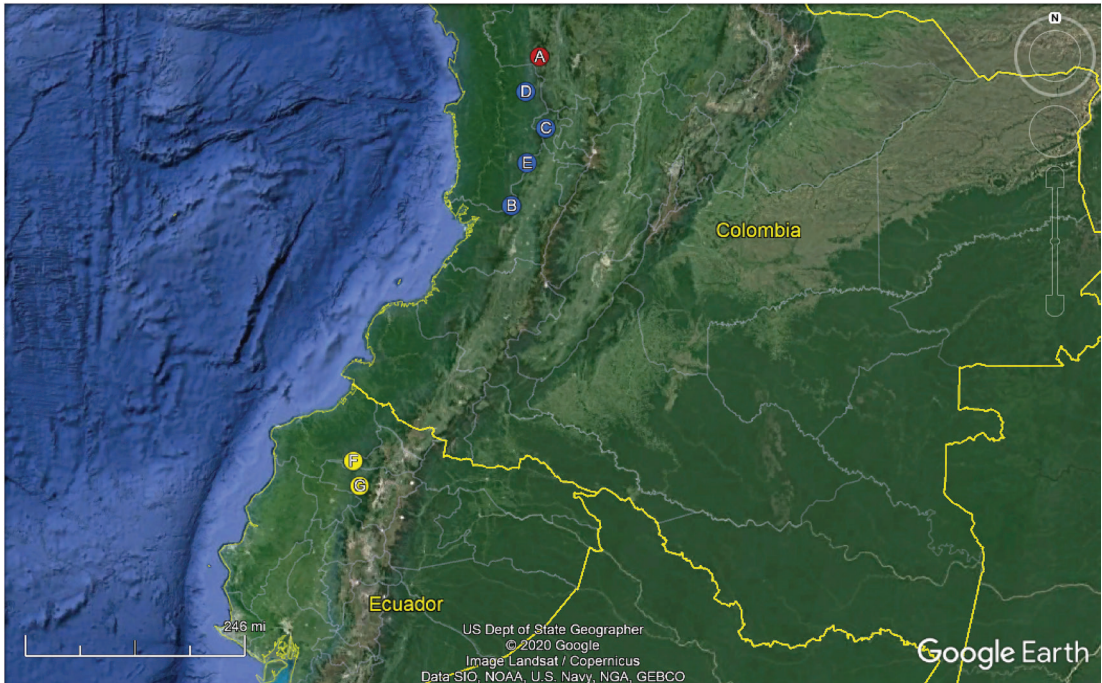 N
A
D
C
E
B
Colombia
F
G
Ecuador
246 mi
US Dept of State Geographer
© 2020 Google
Image Landsat / Copernicus
Data SIO, NOAA, U.S. Navy, NGA, GEBCO
Google Earth